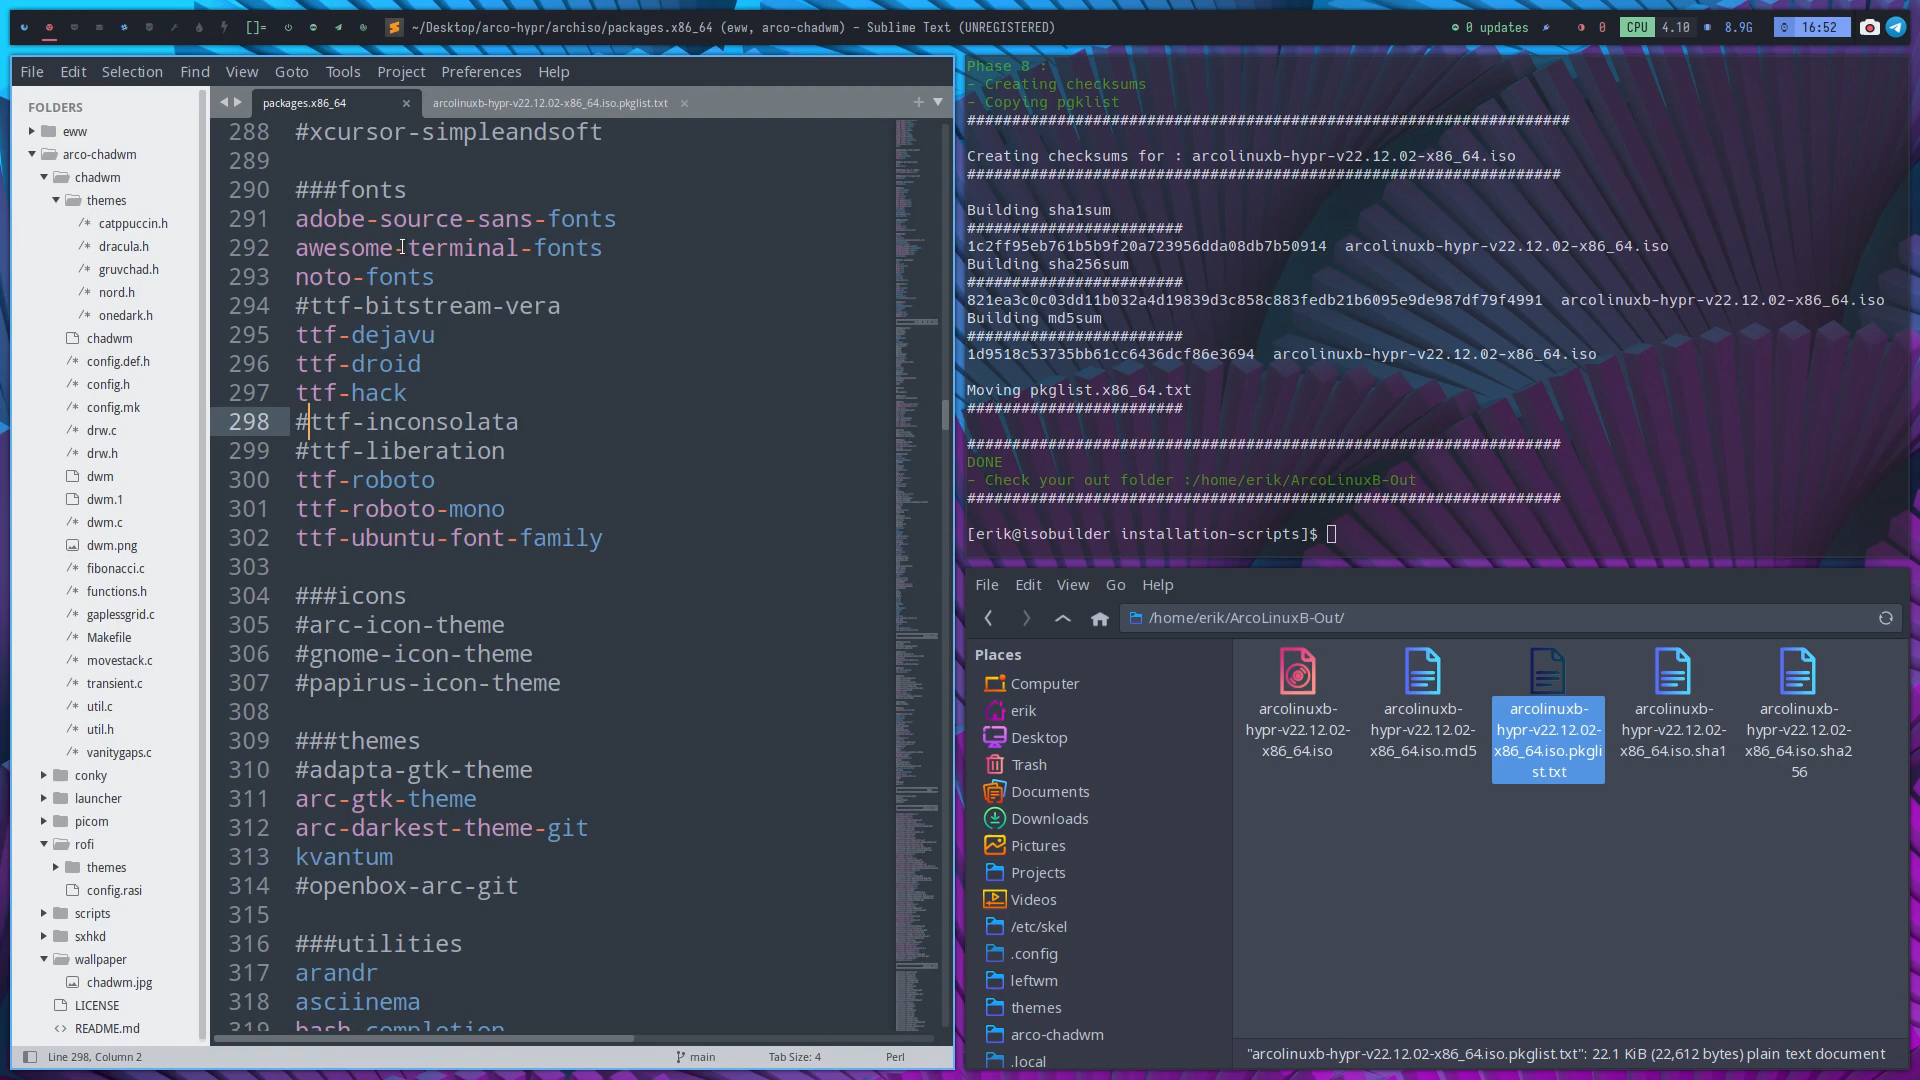 []=
~/Desktop/arco-hypr/archiso/packages.x86_64 (eww, arco-chadwm) - Sublime Text (UNREGISTERED)
0 updates
0
CPU 4.10
8.9G
16:52
File Edit Selection Find View Goto Tools Project Preferences Help
FOLDERS
eww
arco-chadwm
chadwm
themes
/* catppuccin.h
/* dracula.h
/* gruvchad.h
/* nord.h
/* onedark.h
chadwm
/* config.def.h
/* config.h
/* config.mk
/* drw.c
/* drw.h
dwm
dwm.1
/* dwm.c
dwm.png
/* fibonacci.c
/* functions.h
/* gaplessgrid.c
/* Makefile
/* movestack.c
/* transient.c
/* util.c
/* util.h
/* vanitygaps.c
conky
launcher
picom
rofi
themes
config.rasi
scripts
sxhkd
wallpaper
chadwm.jpg
LICENSE
<> README.md
packages.x86_64 ×
arcolinuxb-hypr-v22.12.02-x86_64.iso.pkglist.txt ×
288 #xcursor-simpleandsoft
289
290 ###fonts
291 adobe-source-sans-fonts
292 awesome-terminal-fonts
293 noto-fonts
294 #ttf-bitstream-vera
295 ttf-dejavu
296 ttf-droid
297 ttf-hack
298 #ttf-inconsolata
299 #ttf-liberation
300 ttf-roboto
301 ttf-roboto-mono
302 ttf-ubuntu-font-family
303
304 ###icons
305 #arc-icon-theme
306 #gnome-icon-theme
307 #papirus-icon-theme
308
309 ###themes
310 #adapta-gtk-theme
311 arc-gtk-theme
312 arc-darkest-theme-git
313 kvantum
314 #openbox-arc-git
315
316 ###utilities
317 arandr
318 asciinema
319 bash-completion
Line 298, Column 2
main
Tab Size: 4
Perl
Phase 8 :
- Creating checksums
- Copying pgklist
###################################################################
Creating checksums for : arcolinuxb-hypr-v22.12.02-x86_64.iso
##################################################################
Building sha1sum
########################
1c2ff95eb761b5b9f20a723956dda08db7b50914  arcolinuxb-hypr-v22.12.02-x86_64.iso
Building sha256sum
########################
821ea3c0c03dd11b032a4d19839d3c858c883fedb21b6095e9de987df79f4991  arcolinuxb-hypr-v22.12.02-x86_64.iso
Building md5sum
########################
1d9518c53735bb61cc6436dcf86e3694  arcolinuxb-hypr-v22.12.02-x86_64.iso
Moving pkglist.x86_64.txt
########################
##################################################################
DONE
- Check your out folder :/home/erik/ArcoLinuxB-Out
##################################################################
[erik@isobuilder installation-scripts]$
File Edit View Go Help
/home/erik/ArcoLinuxB-Out/
Places
Computer
erik
Desktop
Trash
Documents
Downloads
Pictures
Projects
Videos
/etc/skel
.config
leftwm
themes
arco-chadwm
.local
arcolinuxb-
hypr-v22.12.02-
x86_64.iso
arcolinuxb-
hypr-v22.12.02-
x86_64.iso.md5
arcolinuxb-
hypr-v22.12.02-
x86_64.iso.pkgli
st.txt
arcolinuxb-
hypr-v22.12.02-
x86_64.iso.sha1
arcolinuxb-
hypr-v22.12.02-
x86_64.iso.sha2
56
"arcolinuxb-hypr-v22.12.02-x86_64.iso.pkglist.txt": 22.1 KiB (22,612 bytes) plain text document